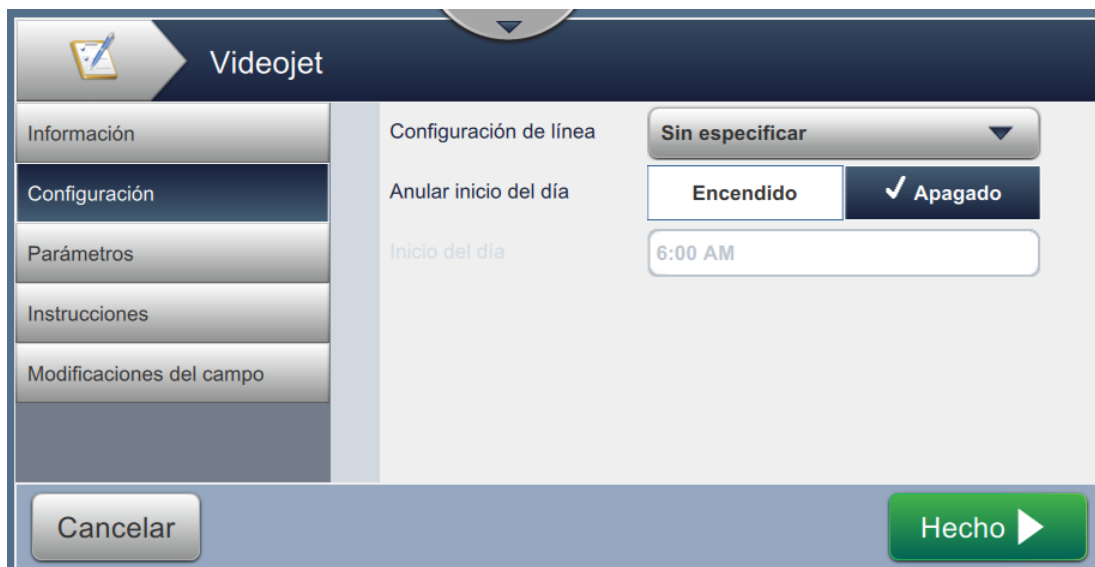 Videojet
Información
Configuración
Parámetros
Instrucciones
Modificaciones del campo
Configuración de línea
Sin especificar
Anular inicio del día
Encendido
Apagado
Inicio del día
6:00 AM
Cancelar
Hecho